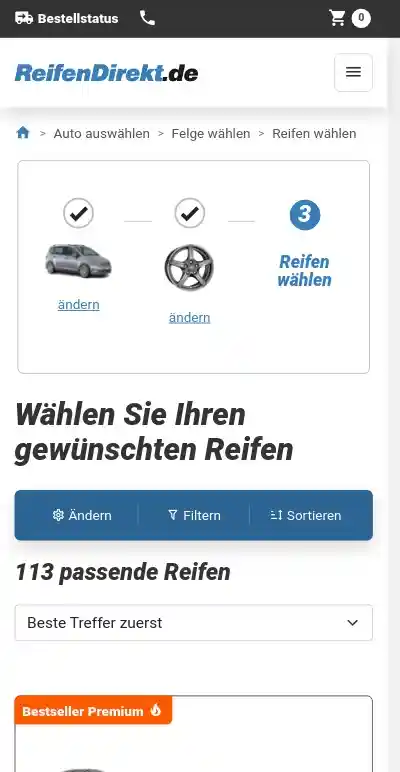 Bestellstatus
0
ReifenDirekt.de
> Auto auswählen > Felge wählen > Reifen wählen
3
Reifen
wählen
ändern
ändern
Wählen Sie Ihren
gewünschten Reifen
Ändern Filtern Sortieren
113 passende Reifen
Beste Treffer zuerst
Bestseller Premium